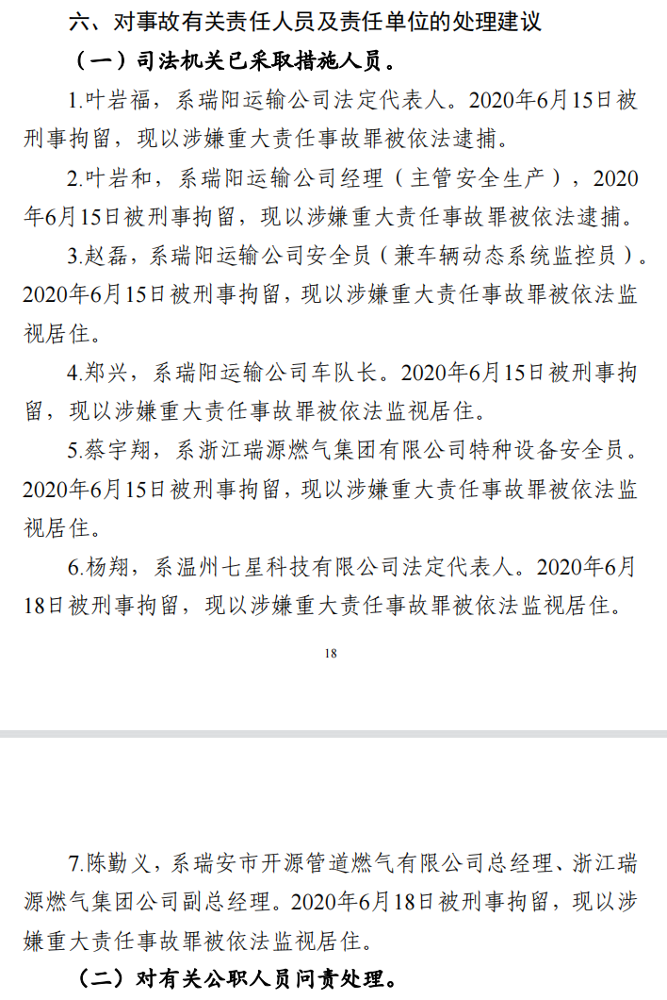 六、对事故有关责任人员及责任单位的处理建议
（一）司法机关已采取措施人员。
1.叶岩福，系瑞阳运输公司法定代表人。2020年6月15日被
刑事拘留，现以涉嫌重大责任事故罪被依法逮捕。
2.叶岩和，系瑞阳运输公司经理（主管安全生产），2020
年6月15日被刑事拘留，现以涉嫌重大责任事故罪被依法逮捕。
3.赵磊，系瑞阳运输公司安全员（兼车辆动态系统监控员）。
2020年6月15日被刑事拘留，现以涉嫌重大责任事故罪被依法监
视居住。
4.郑兴，系瑞阳运输公司车队长。2020年6月15日被刑事拘
留，现以涉嫌重大责任事故罪被依法监视居住。
5.蔡宇翔，系浙江瑞源燃气集团有限公司特种设备安全员。
2020年6月15日被刑事拘留，现以涉嫌重大责任事故罪被依法监
视居住。
6.杨翔，系温州七星科技有限公司法定代表人。2020年6月
18日被刑事拘留，现以涉嫌重大责任事故罪被依法监视居住。
18
7.陈勤义，系瑞安市开源管道燃气有限公司总经理、浙江瑞
源燃气集团公司副总经理。2020年6月18日被刑事拘留，现以涉
嫌重大责任事故罪被依法监视居住。
（二）对有关公职人员问责处理。